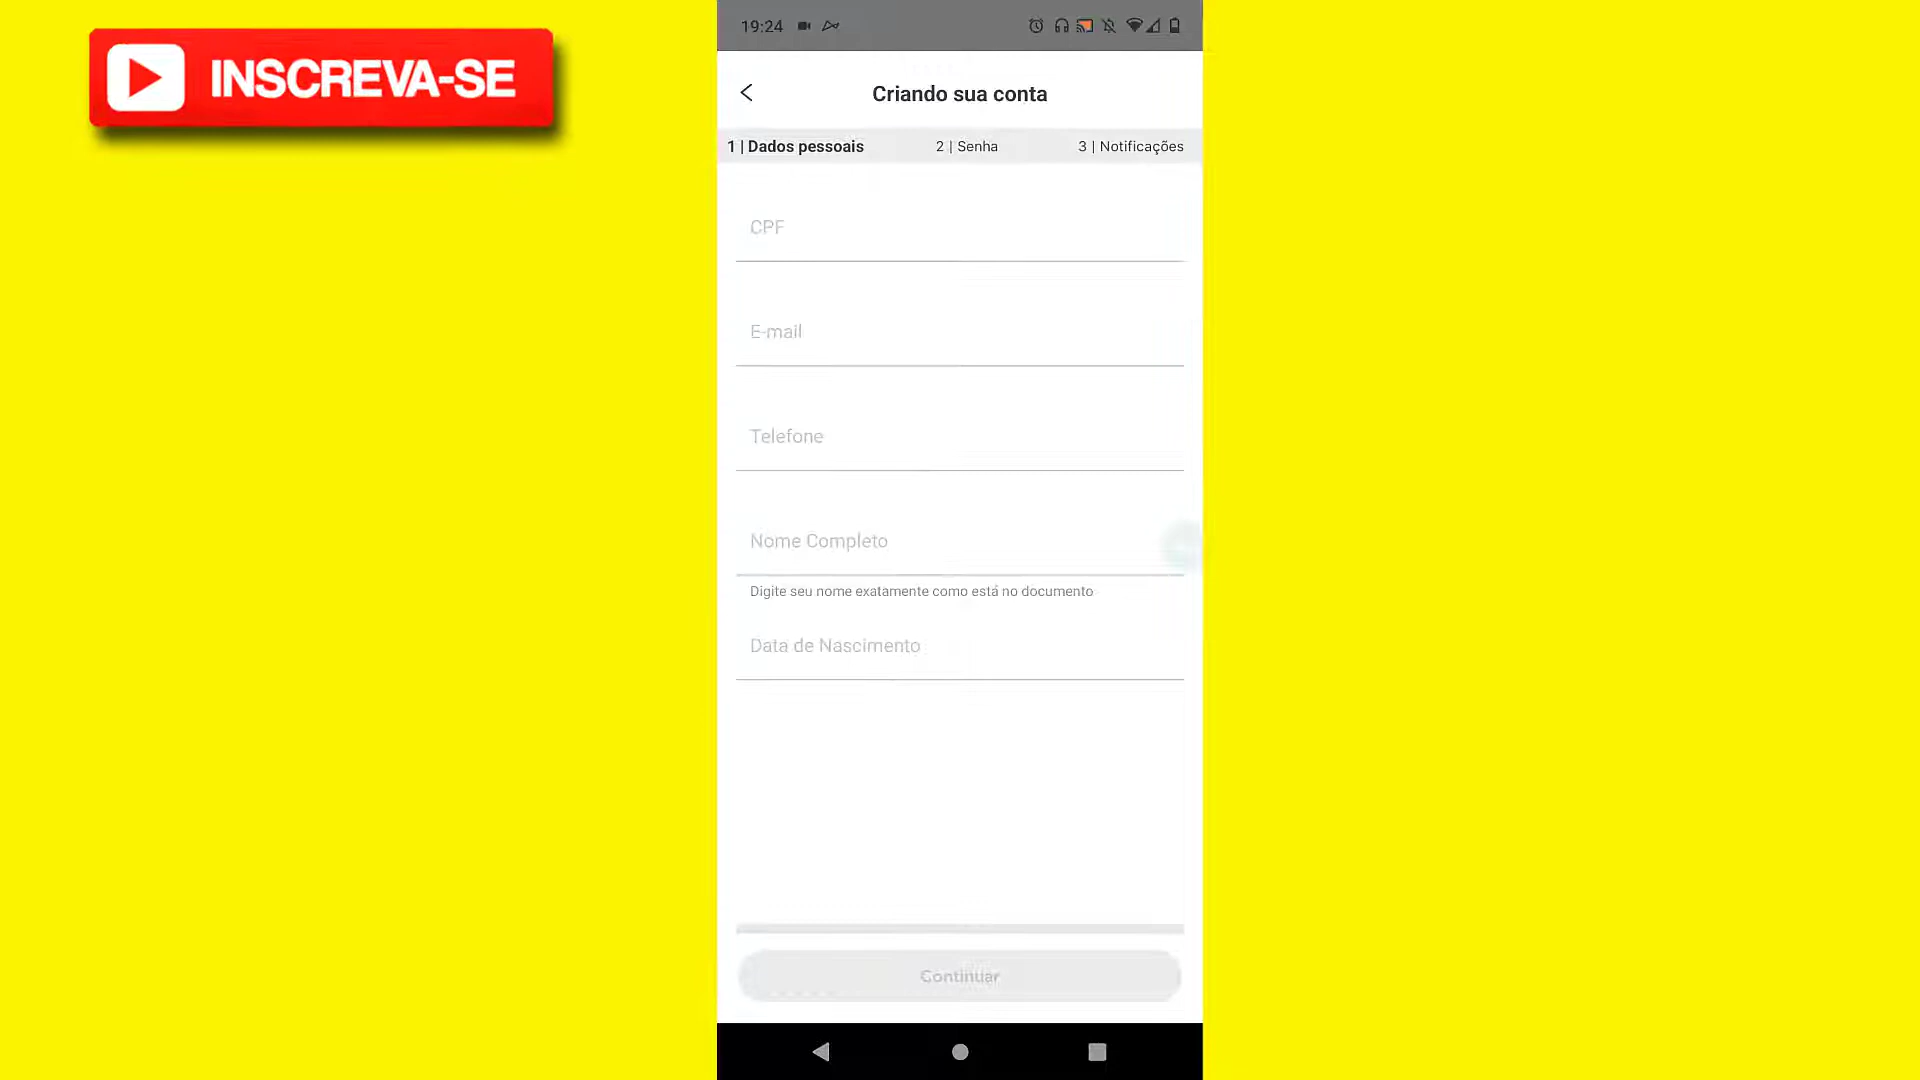 INSCREVA-SE
19:24
Criando sua conta
1 | Dados pessoais 2 | Senha 3 | Notificações
CPF
E-mail
Telefone
Nome Completo
Digite seu nome exatamente como está no documento
Data de Nascimento
Continuar